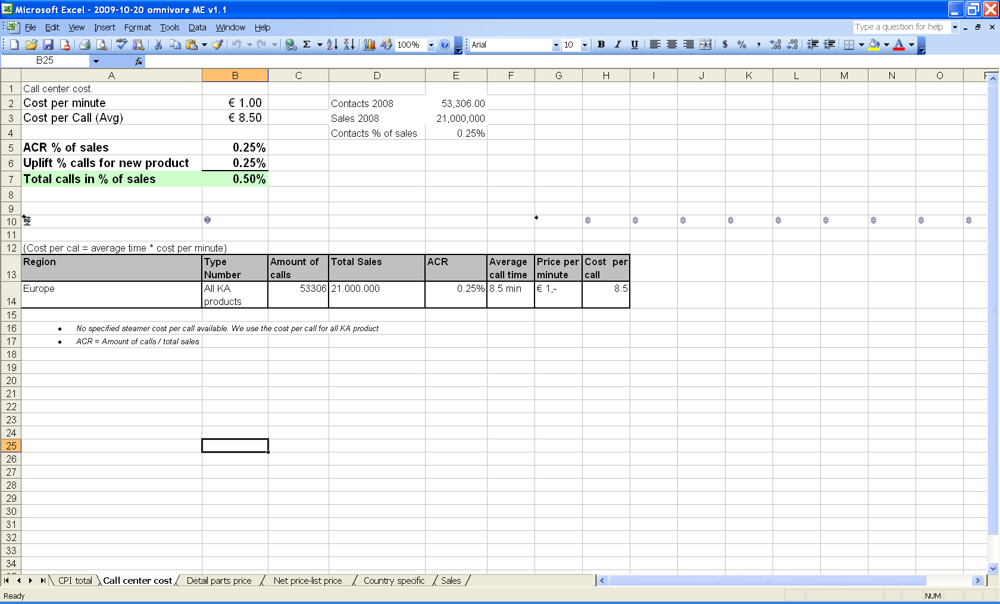 Microsoft Excel - 2009-10-20 omnivore ME v1.1
File Edit View Insert Format Tools Data Window Help
Type a question for help
100%
Arial
10
B I U
$ %
B25
fx
A B C D E F G H I J K L M N O
1 Call center cost.
2 Cost per minute € 1.00 Contacts 2008 53,306.00
3 Cost per Call (Avg) € 8.50 Sales 2008 21,000,000
4 Contacts % of sales 0.25%
5 ACR % of sales 0.25%
6 Uplift % calls for new product 0.25%
7 Total calls in % of sales 0.50%
8
9
10
11
12 (Cost per cal = average time * cost per minute)
Region Type Amount of Total Sales ACR Average Price per Cost per
13 Number calls call time minute call
Europe All KA 53306 21.000.000 0.25% 8.5 min € 1,- 8.5
14 products
15
16 • No specified steamer cost per call available. We use the cost per call for all KA product
17 • ACR = Amount of calls / total sales
18
19
20
21
22
23
24
25
26
27
28
29
30
31
32
33
34
CPI total Call center cost Detail parts price Net price-list price Country specific Sales
Ready
NUM